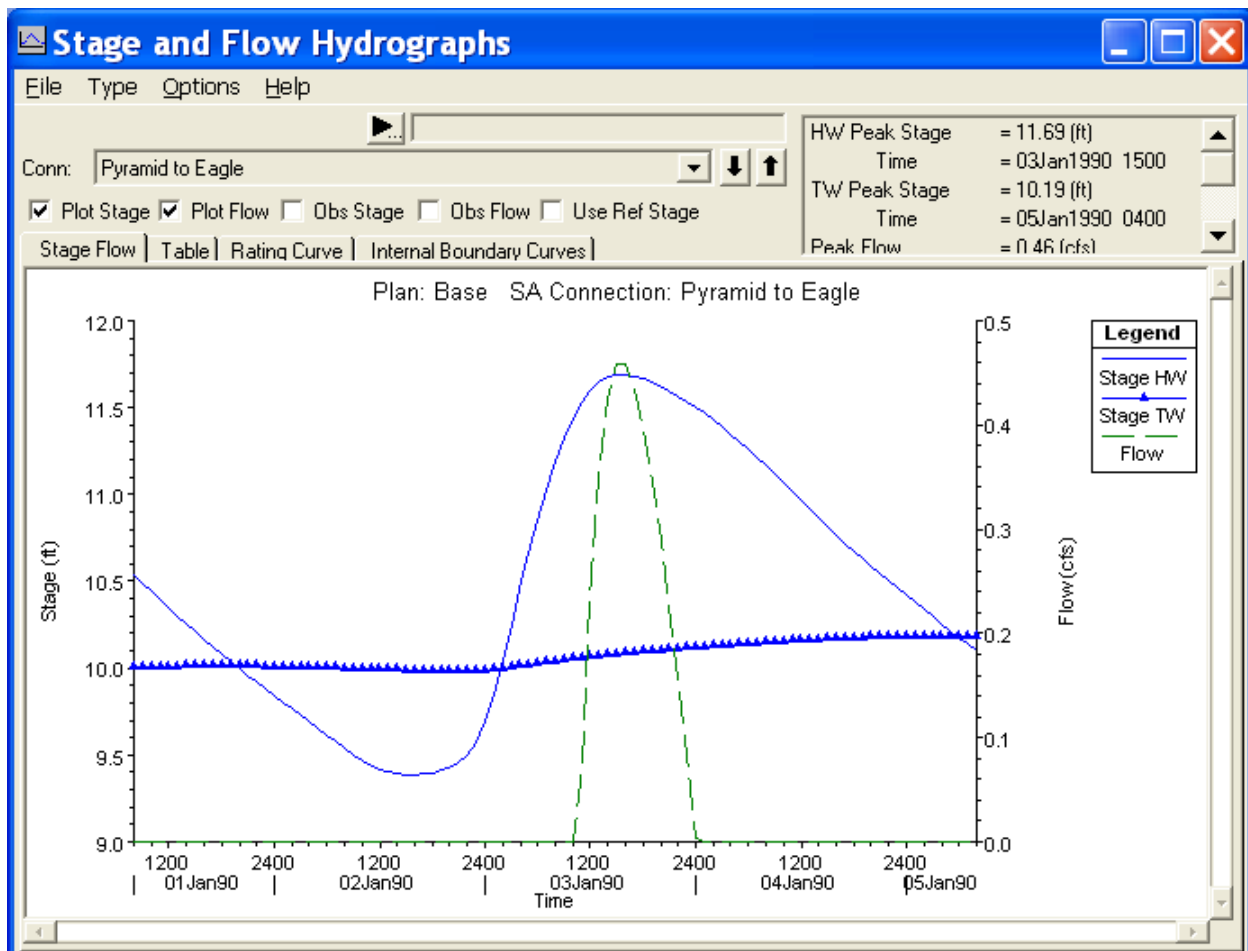 Stage and Flow Hydrographs
File Type Options Help
Conn: Pyramid to Eagle
Plot Stage Plot Flow Obs Stage Obs Flow Use Ref Stage
HW Peak Stage = 11.69 (ft)
Time = 03Jan1990 1500
TW Peak Stage = 10.19 (ft)
Time = 05Jan1990 0400
Peak Flow = 0.46 (cfs)
Stage Flow Table Rating Curve Internal Boundary Curves
Plan: Base SA Connection: Pyramid to Eagle
Stage (ft)
12.0
11.5
11.0
10.5
10.0
9.5
9.0
0.5
0.4
0.3
0.2
0.1
0.0
Flow (cfs)
Legend
Stage HW
Stage TW
Flow
1200 2400 1200 2400 1200 2400 1200 2400
01Jan90 02Jan90 03Jan90 04Jan90 05Jan90
Time